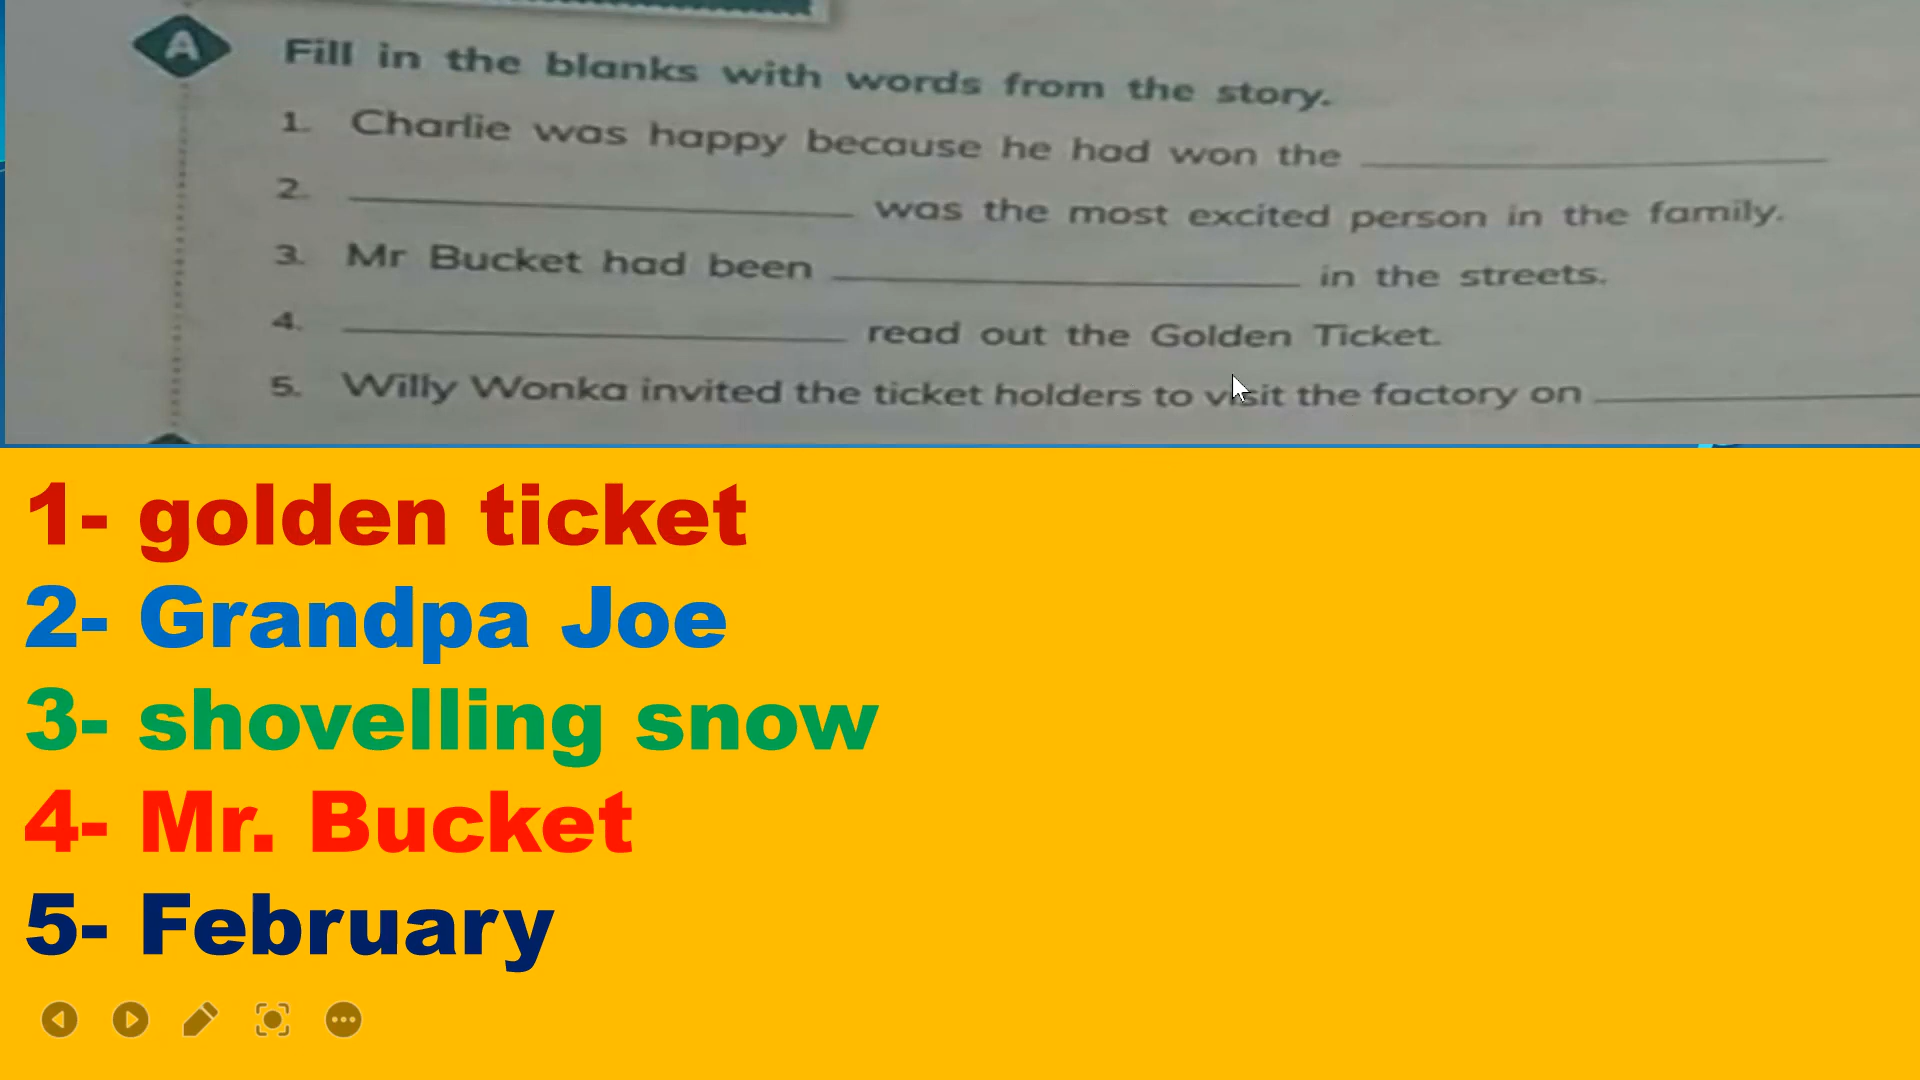 A
Fill in the blanks with words from the story.
1. Charlie was happy because he had won the
2. was the most excited person in the family.
3. Mr Bucket had been in the streets.
4. read out the Golden Ticket.
5. Willy Wonka invited the ticket holders to visit the factory on
1- golden ticket
2- Grandpa Joe
3- shovelling snow
4- Mr. Bucket
5- February